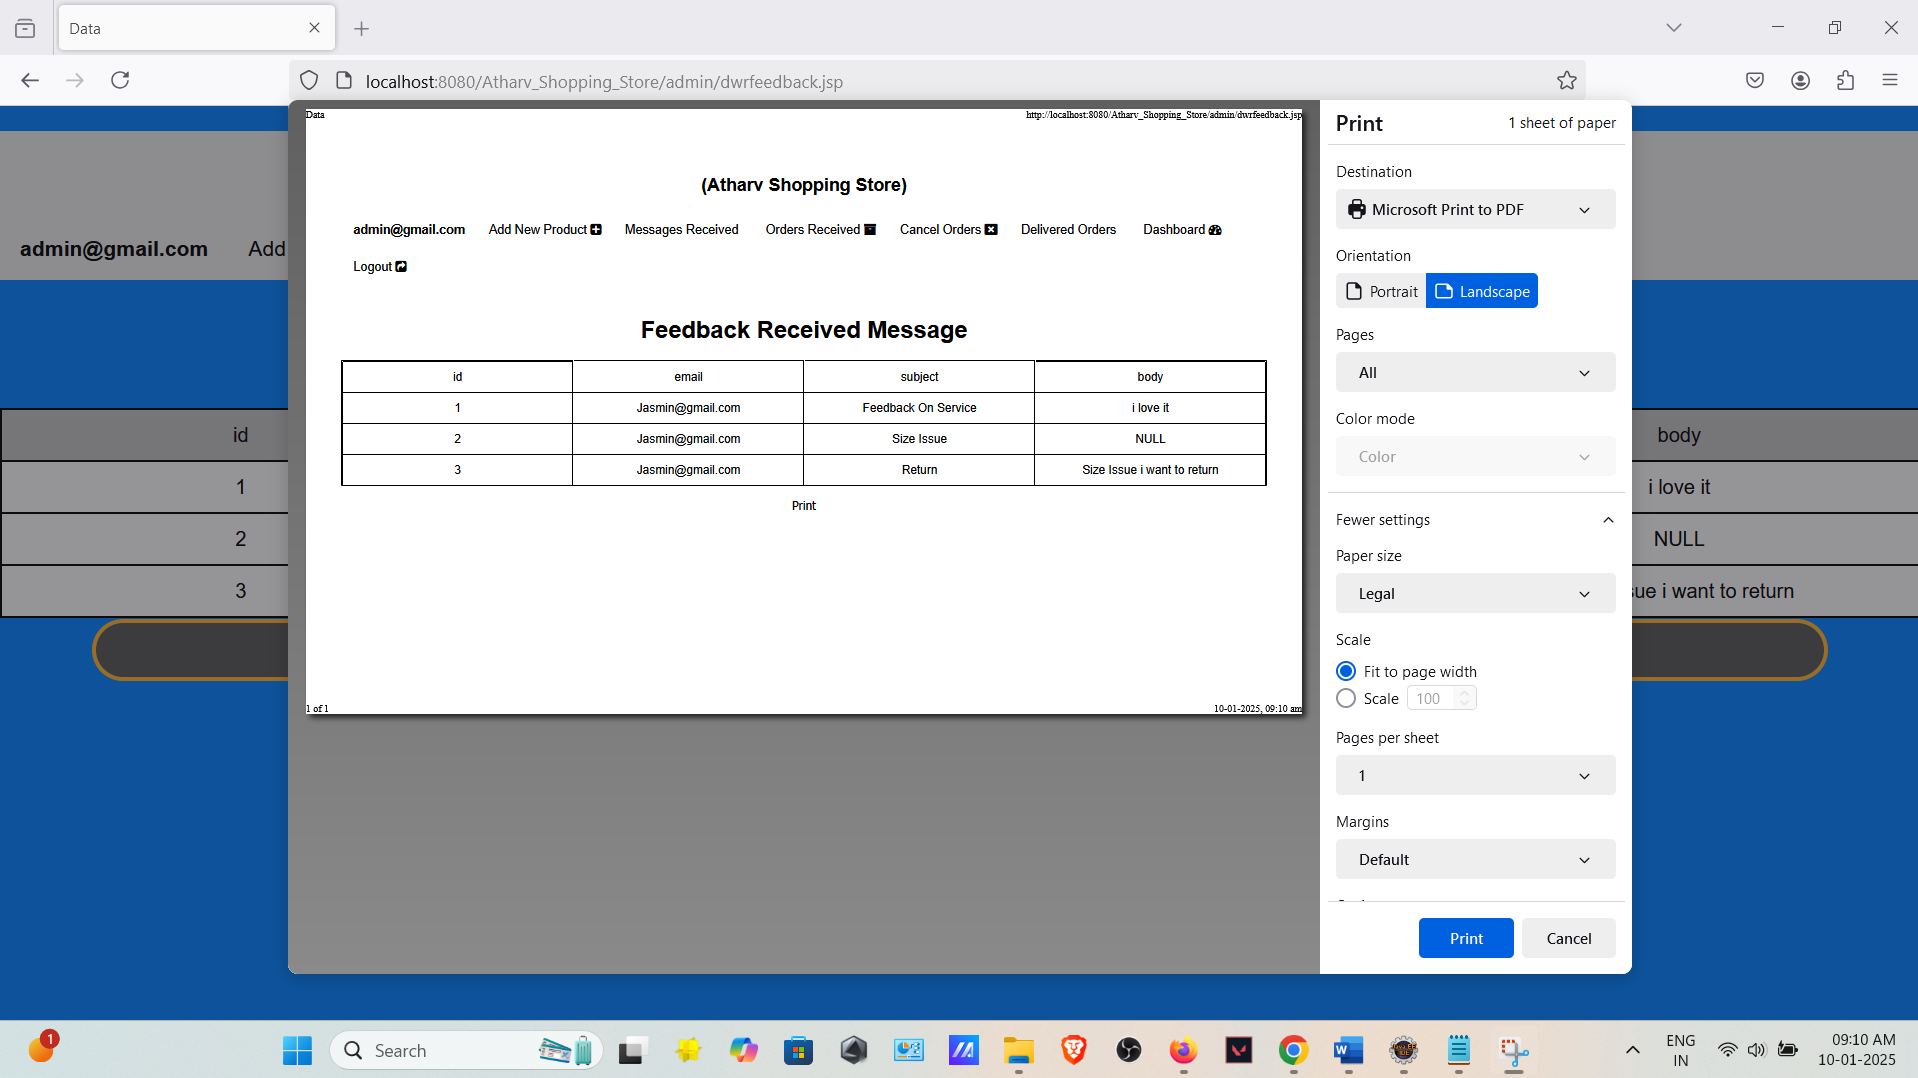 Data
localhost:8080/Atharv_Shopping_Store/admin/dwrfeedback.jsp
admin@gmail.com Add
id body
1 i love it
2 NULL
3 sue i want to return
Data http://localhost:8080/Atharv_Shopping_Store/admin/dwrfeedback.jsp
(Atharv Shopping Store)
admin@gmail.com Add New Product Messages Received Orders Received Cancel Orders Delivered Orders Dashboard
Logout
Feedback Received Message
id email subject body
1 Jasmin@gmail.com Feedback On Service i love it
2 Jasmin@gmail.com Size Issue NULL
3 Jasmin@gmail.com Return Size Issue i want to return
Print
1 of 1 10-01-2025, 09:10 am
Print 1 sheet of paper
Destination
Microsoft Print to PDF
Orientation
Portrait Landscape
Pages
All
Color mode
Color
Fewer settings
Paper size
Legal
Scale
Fit to page width
Scale 100
Pages per sheet
1
Margins
Default
Print Cancel
1
Search
ENG
IN
09:10 AM
10-01-2025